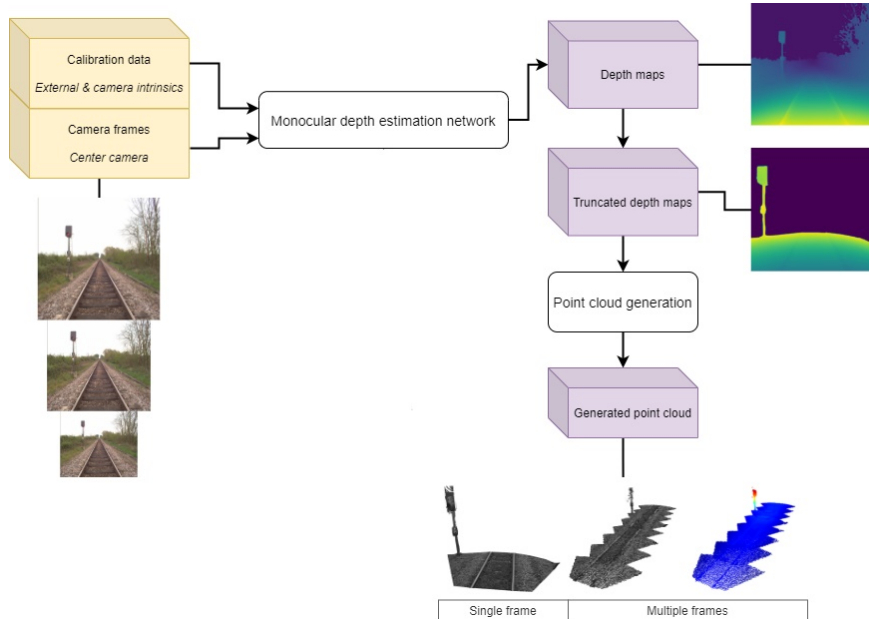 Calibration data
External & camera intrinsics
Camera frames
Center camera
Monocular depth estimation network
Depth maps
Truncated depth maps
Point cloud generation
Generated point cloud
Single frame
Multiple frames